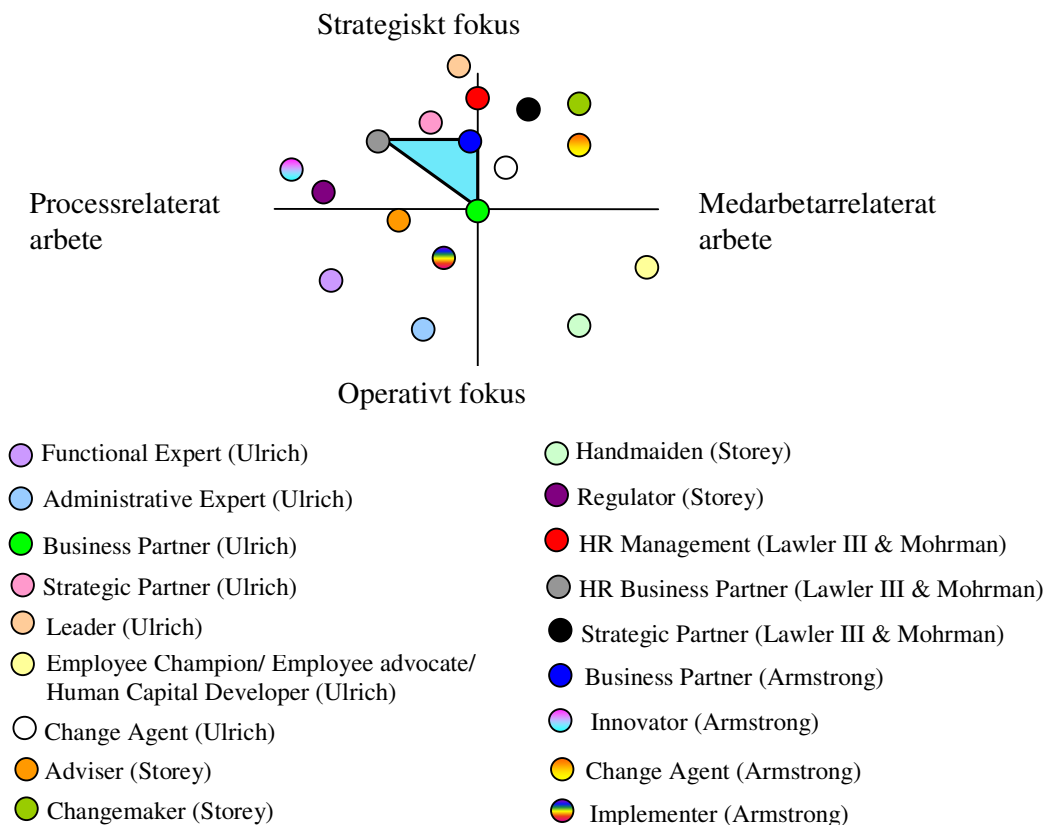 Strategiskt fokus
Processrelaterat
arbete
Medarbetarrelaterat
arbete
Operativt fokus
Functional Expert (Ulrich)
Administrative Expert (Ulrich)
Business Partner (Ulrich)
Strategic Partner (Ulrich)
Leader (Ulrich)
Employee Champion/ Employee advocate/
Human Capital Developer (Ulrich)
Change Agent (Ulrich)
Adviser (Storey)
Changemaker (Storey)
Handmaiden (Storey)
Regulator (Storey)
HR Management (Lawler III & Mohrman)
HR Business Partner (Lawler III & Mohrman)
Strategic Partner (Lawler III & Mohrman)
Business Partner (Armstrong)
Innovator (Armstrong)
Change Agent (Armstrong)
Implementer (Armstrong)